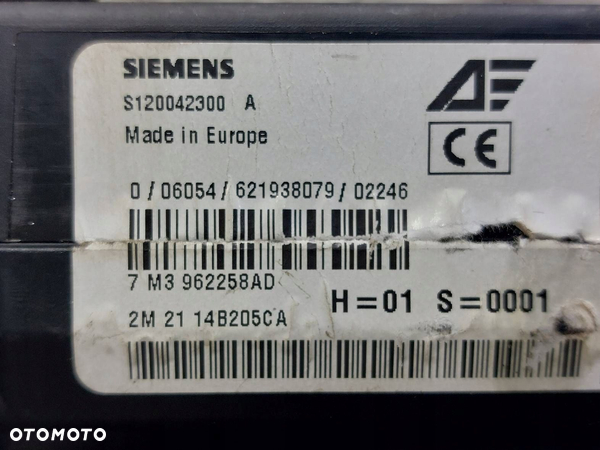 SIEMENS
S120042300 A
Made in Europe
AE
CE
0 / 06054 / 621938079 / 02246
7 M3 962258AD
H=01 S=0001
2M 21 14B205CA
OTOMOTO